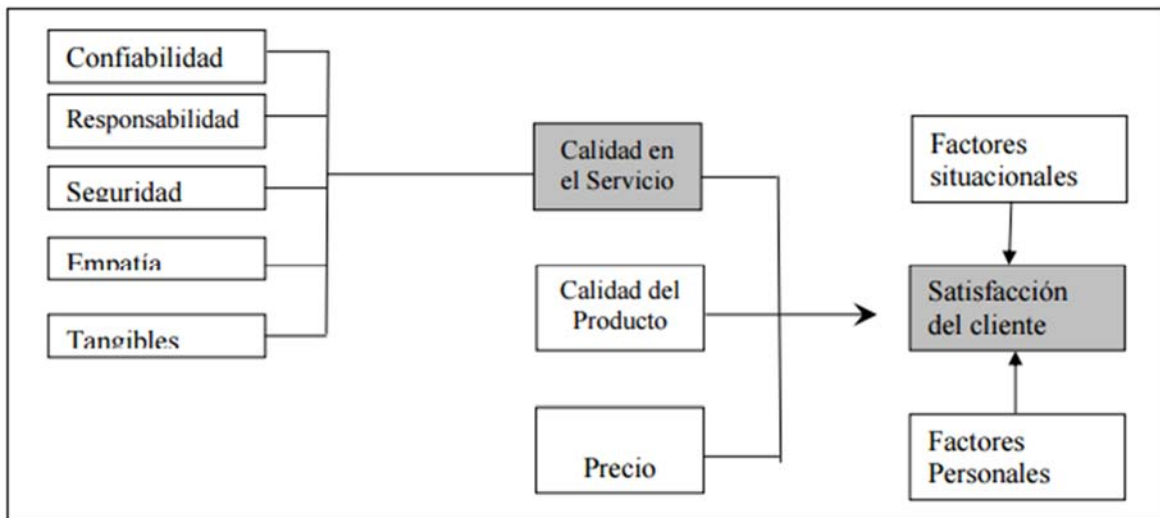 Confiabilidad
Responsabilidad
Seguridad
Empatía
Tangibles
Calidad en
el Servicio
Calidad del
Producto
Precio
Factores
situacionales
Satisfacción
del cliente
Factores
Personales